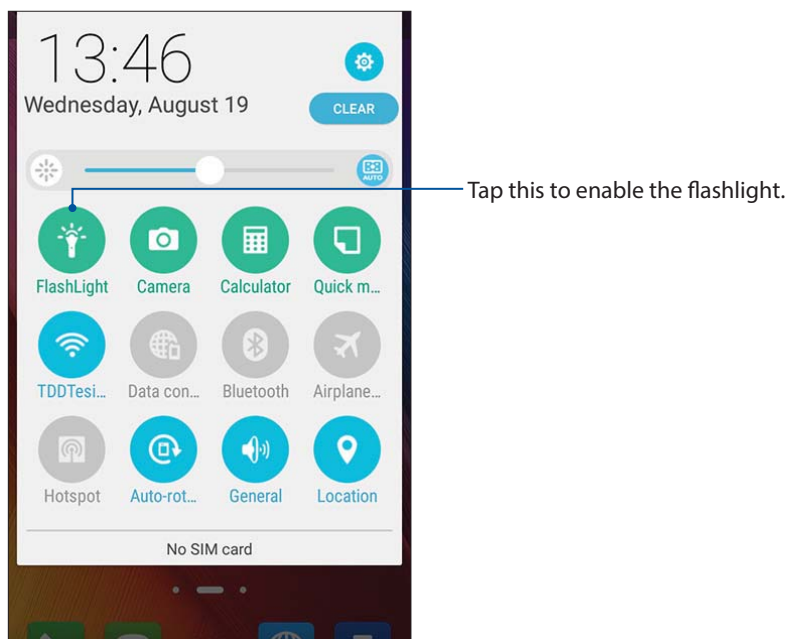 13:46
Wednesday, August 19
CLEAR
AUTO
Tap this to enable the flashlight.
FlashLight Camera Calculator Quick m...
TDDTesi... Data con... Bluetooth Airplane...
Hotspot Auto-rot... General Location
No SIM card